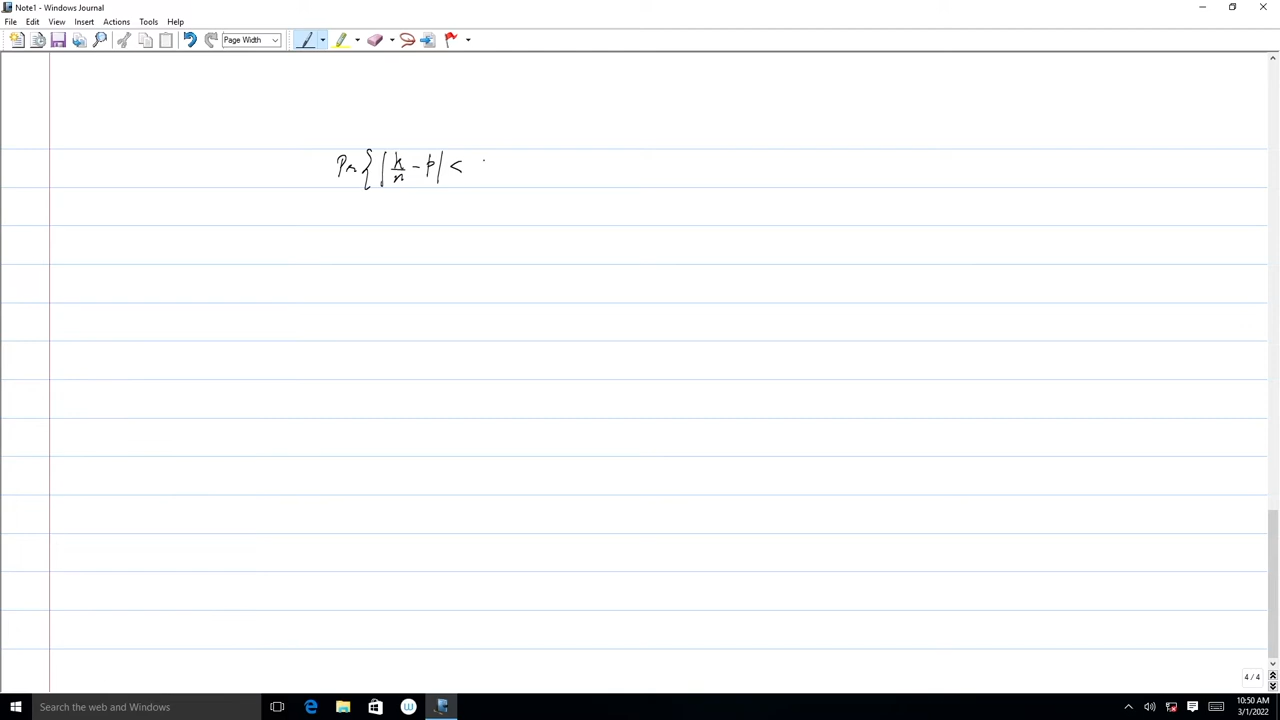 Note1 - Windows Journal
File Edit View Insert Actions Tools Help
Page Width
Pr{|k/n - p| <
4 / 4
Search the web and Windows
10:50 AM
3/1/2022